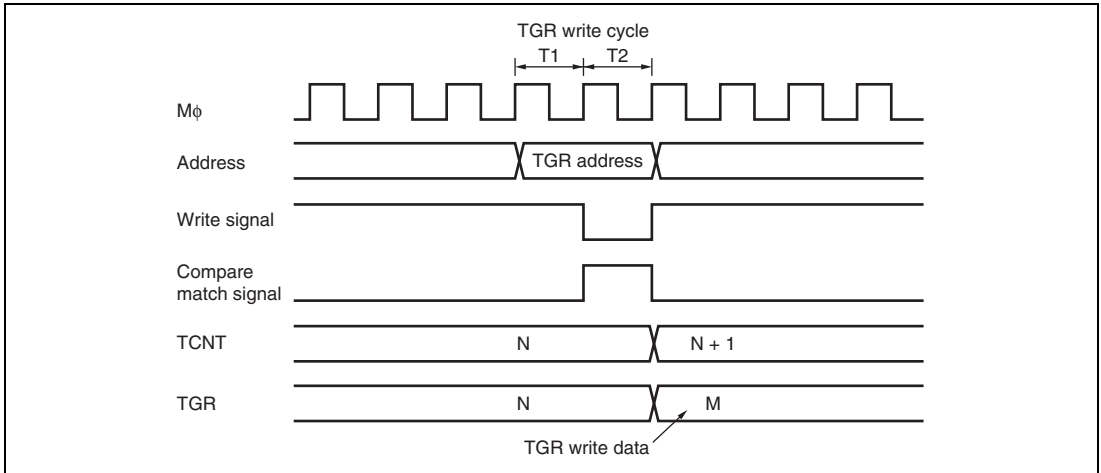 TGR write cycle
T1 T2
Mϕ
Address TGR address
Write signal
Compare
match signal
TCNT N N + 1
TGR N M
TGR write data